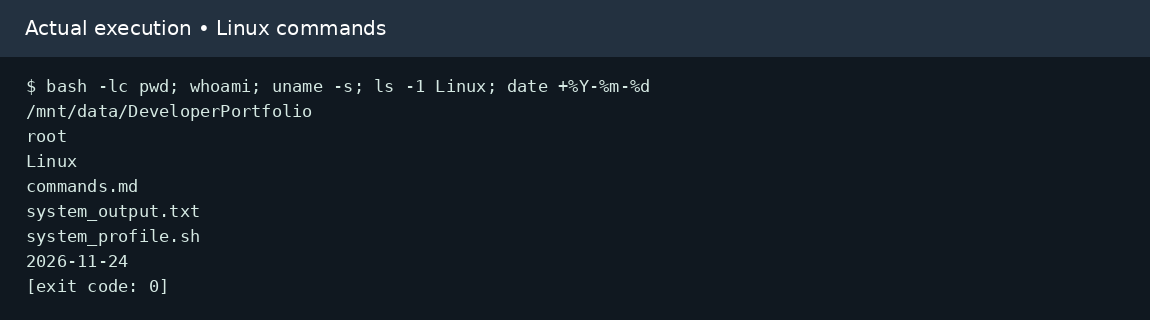 Actual execution • Linux commands
$ bash -lc pwd; whoami; uname -s; ls -1 Linux; date +%Y-%m-%d
/mnt/data/DeveloperPortfolio
root
Linux
commands.md
system_output.txt
system_profile.sh
2026-11-24
[exit code: 0]